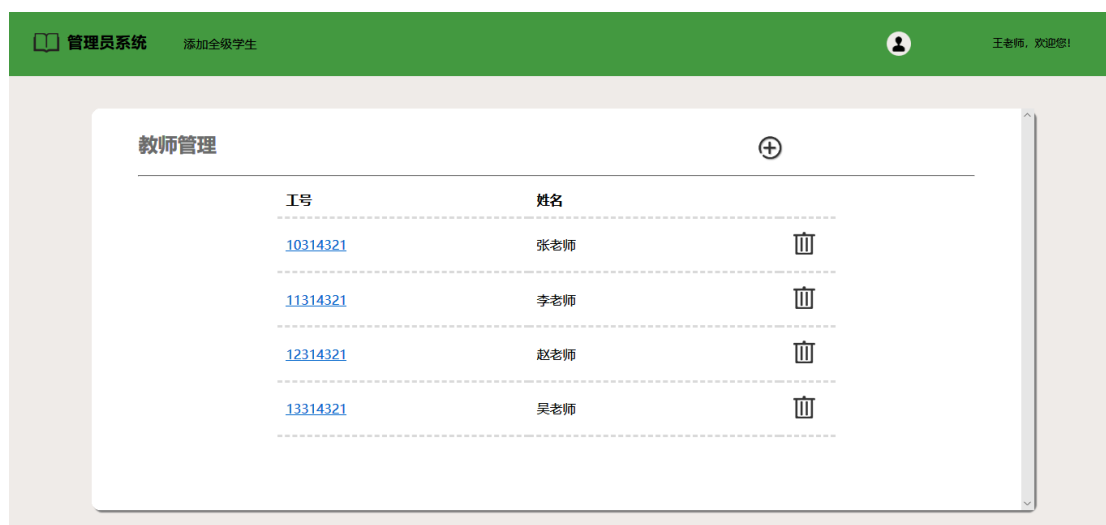 管理员系统 添加全级学生 王老师，欢迎您!
教师管理
工号 姓名
10314321 张老师
11314321 李老师
12314321 赵老师
13314321 吴老师